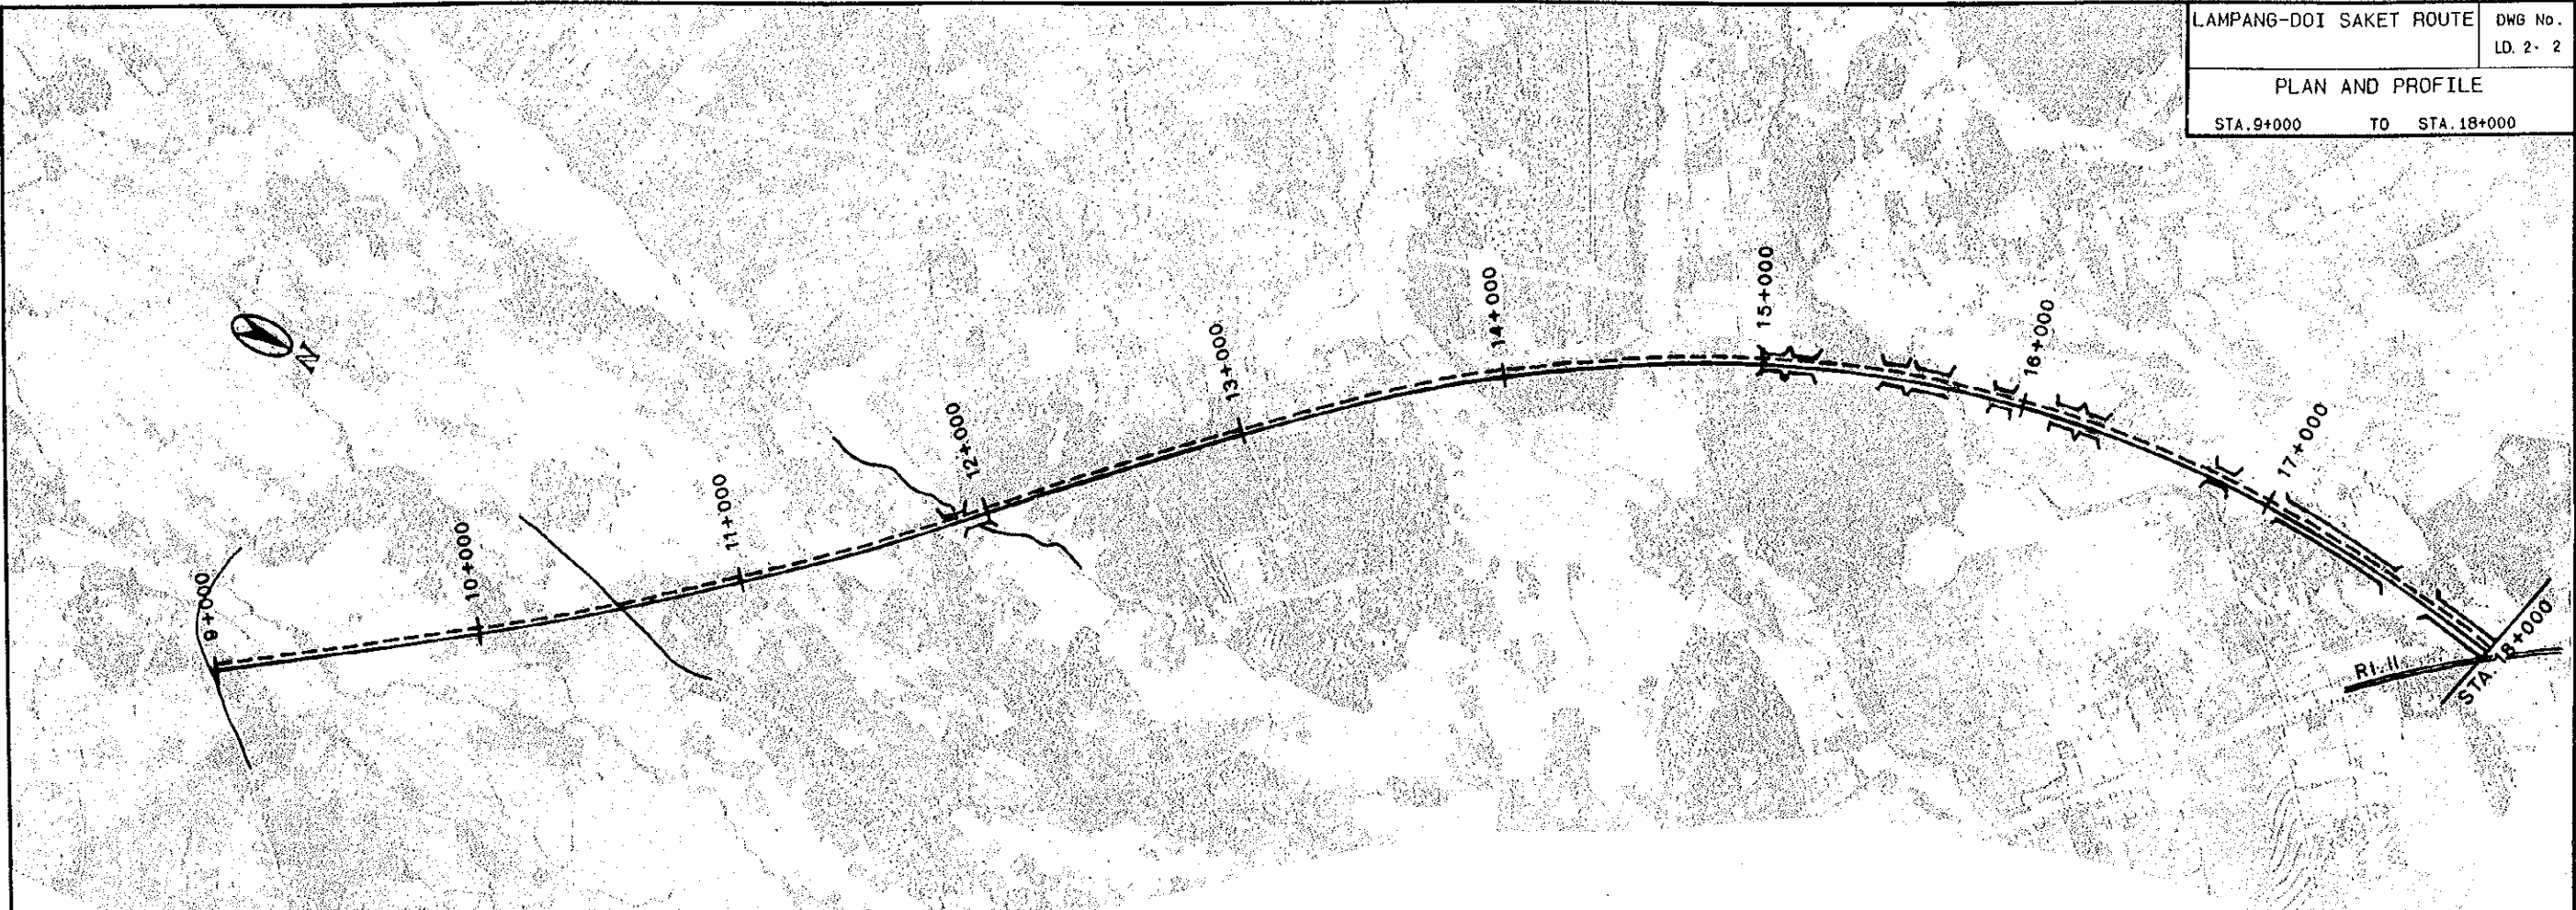 LAMPANG-DOI SAKET ROUTE
DWG No.
LD. 2- 2
PLAN AND PROFILE
STA.9+000 TO STA.18+000
N
9+000
10+000
11+000
12+000
13+000
14+000
15+000
16+000
17+000
STA. 18+000
Rt. 11